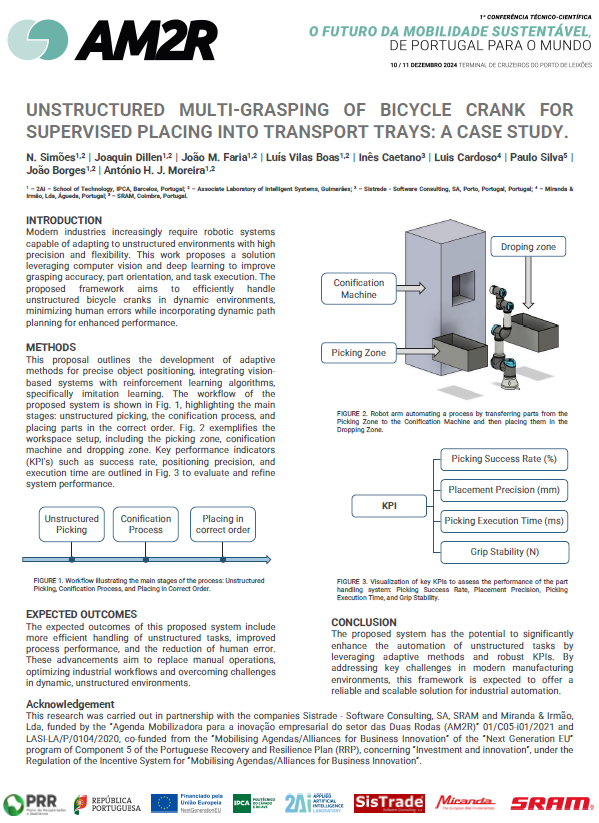 AM2R
1ª CONFERÊNCIA TÉCNICO-CIENTÍFICA
O FUTURO DA MOBILIDADE SUSTENTÁVEL,
DE PORTUGAL PARA O MUNDO
10 / 11 DEZEMBRO 2024 TERMINAL DE CRUZEIROS DO PORTO DE LEIXÕES
UNSTRUCTURED MULTI-GRASPING OF BICYCLE CRANK FOR
SUPERVISED PLACING INTO TRANSPORT TRAYS: A CASE STUDY.
N. Simões¹,² | Joaquin Dillen¹,² | João M. Faria¹,² | Luís Vilas Boas¹,² | Inês Caetano³ | Luis Cardoso⁴ | Paulo Silva⁵ |
João Borges¹,² | António H. J. Moreira¹,²
¹ – 2Ai – School of Technology, IPCA, Barcelos, Portugal; ² – Associate Laboratory of Intelligent Systems, Guimarães; ³ – Sistrade - Software Consulting, SA, Porto, Portugal, Portugal; ⁴ – Miranda &
Irmão, Lda, Águeda, Portugal; ⁵ – SRAM, Coimbra, Portugal.
INTRODUCTION
Modern industries increasingly require robotic systems
capable of adapting to unstructured environments with high
precision and flexibility. This work proposes a solution
leveraging computer vision and deep learning to improve
grasping accuracy, part orientation, and task execution. The
proposed framework aims to efficiently handle
unstructured bicycle cranks in dynamic environments,
minimizing human errors while incorporating dynamic path
planning for enhanced performance.
METHODS
This proposal outlines the development of adaptive
methods for precise object positioning, integrating vision-
based systems with reinforcement learning algorithms,
specifically imitation learning. The workflow of the
proposed system is shown in Fig. 1, highlighting the main
stages: unstructured picking, the conification process, and
placing parts in the correct order. Fig. 2 exemplifies the
workspace setup, including the picking zone, conification
machine and dropping zone. Key performance indicators
(KPI's) such as success rate, positioning precision, and
execution time are outlined in Fig. 3 to evaluate and refine
system performance.
Unstructured
Picking
Conification
Process
Placing in
correct order
FIGURE 1. Workflow illustrating the main stages of the process: Unstructured
Picking, Conification Process, and Placing in Correct Order.
EXPECTED OUTCOMES
The expected outcomes of this proposed system include
more efficient handling of unstructured tasks, improved
process performance, and the reduction of human error.
These advancements aim to replace manual operations,
optimizing industrial workflows and overcoming challenges
in dynamic, unstructured environments.
Droping zone
Conification
Machine
Picking Zone
FIGURE 2. Robot arm automating a process by transferring parts from the
Picking Zone to the Conification Machine and then placing them in the
Dropping Zone.
KPI
Picking Success Rate (%)
Placement Precision (mm)
Picking Execution Time (ms)
Grip Stability (N)
FIGURE 3. Visualization of key KPIs to assess the performance of the part
handling system: Picking Success Rate, Placement Precision, Picking
Execution Time, and Grip Stability.
CONCLUSION
The proposed system has the potential to significantly
enhance the automation of unstructured tasks by
leveraging adaptive methods and robust KPIs. By
addressing key challenges in modern manufacturing
environments, this framework is expected to offer a
reliable and scalable solution for industrial automation.
Acknowledgement
This research was carried out in partnership with the companies Sistrade - Software Consulting, SA, SRAM and Miranda & Irmão,
Lda, funded by the "Agenda Mobilizadora para a inovação empresarial do setor das Duas Rodas (AM2R)" 01/C05-i01/2021 and
LASI-LA/P/0104/2020, co-funded from the "Mobilising Agendas/Alliances for Business Innovation" of the "Next Generation EU"
program of Component 5 of the Portuguese Recovery and Resilience Plan (RRP), concerning "Investment and innovation", under the
Regulation of the Incentive System for "Mobilising Agendas/Alliances for Business Innovation".
PRR
REPÚBLICA
PORTUGUESA
Financiado pela
União Europeia
NextGenerationEU
IPCA
POLITÉCNICO
DO CÁVADO
E DO AVE
2Ai
APPLIED
ARTIFICIAL
INTELLIGENCE
LABORATORY
SisTrade
Software Consulting, S.A.
Miranda
SRAM